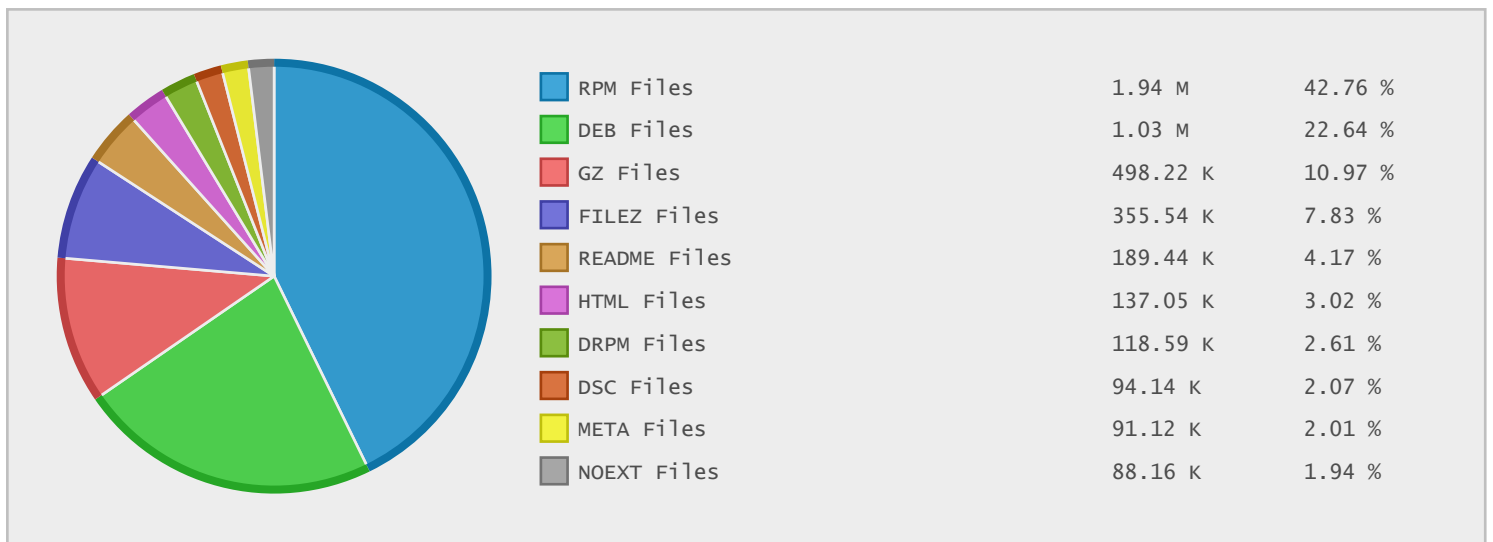 RPM Files 1.94 M 42.76 %
DEB Files 1.03 M 22.64 %
GZ Files 498.22 K 10.97 %
FILEZ Files 355.54 K 7.83 %
README Files 189.44 K 4.17 %
HTML Files 137.05 K 3.02 %
DRPM Files 118.59 K 2.61 %
DSC Files 94.14 K 2.07 %
META Files 91.12 K 2.01 %
NOEXT Files 88.16 K 1.94 %